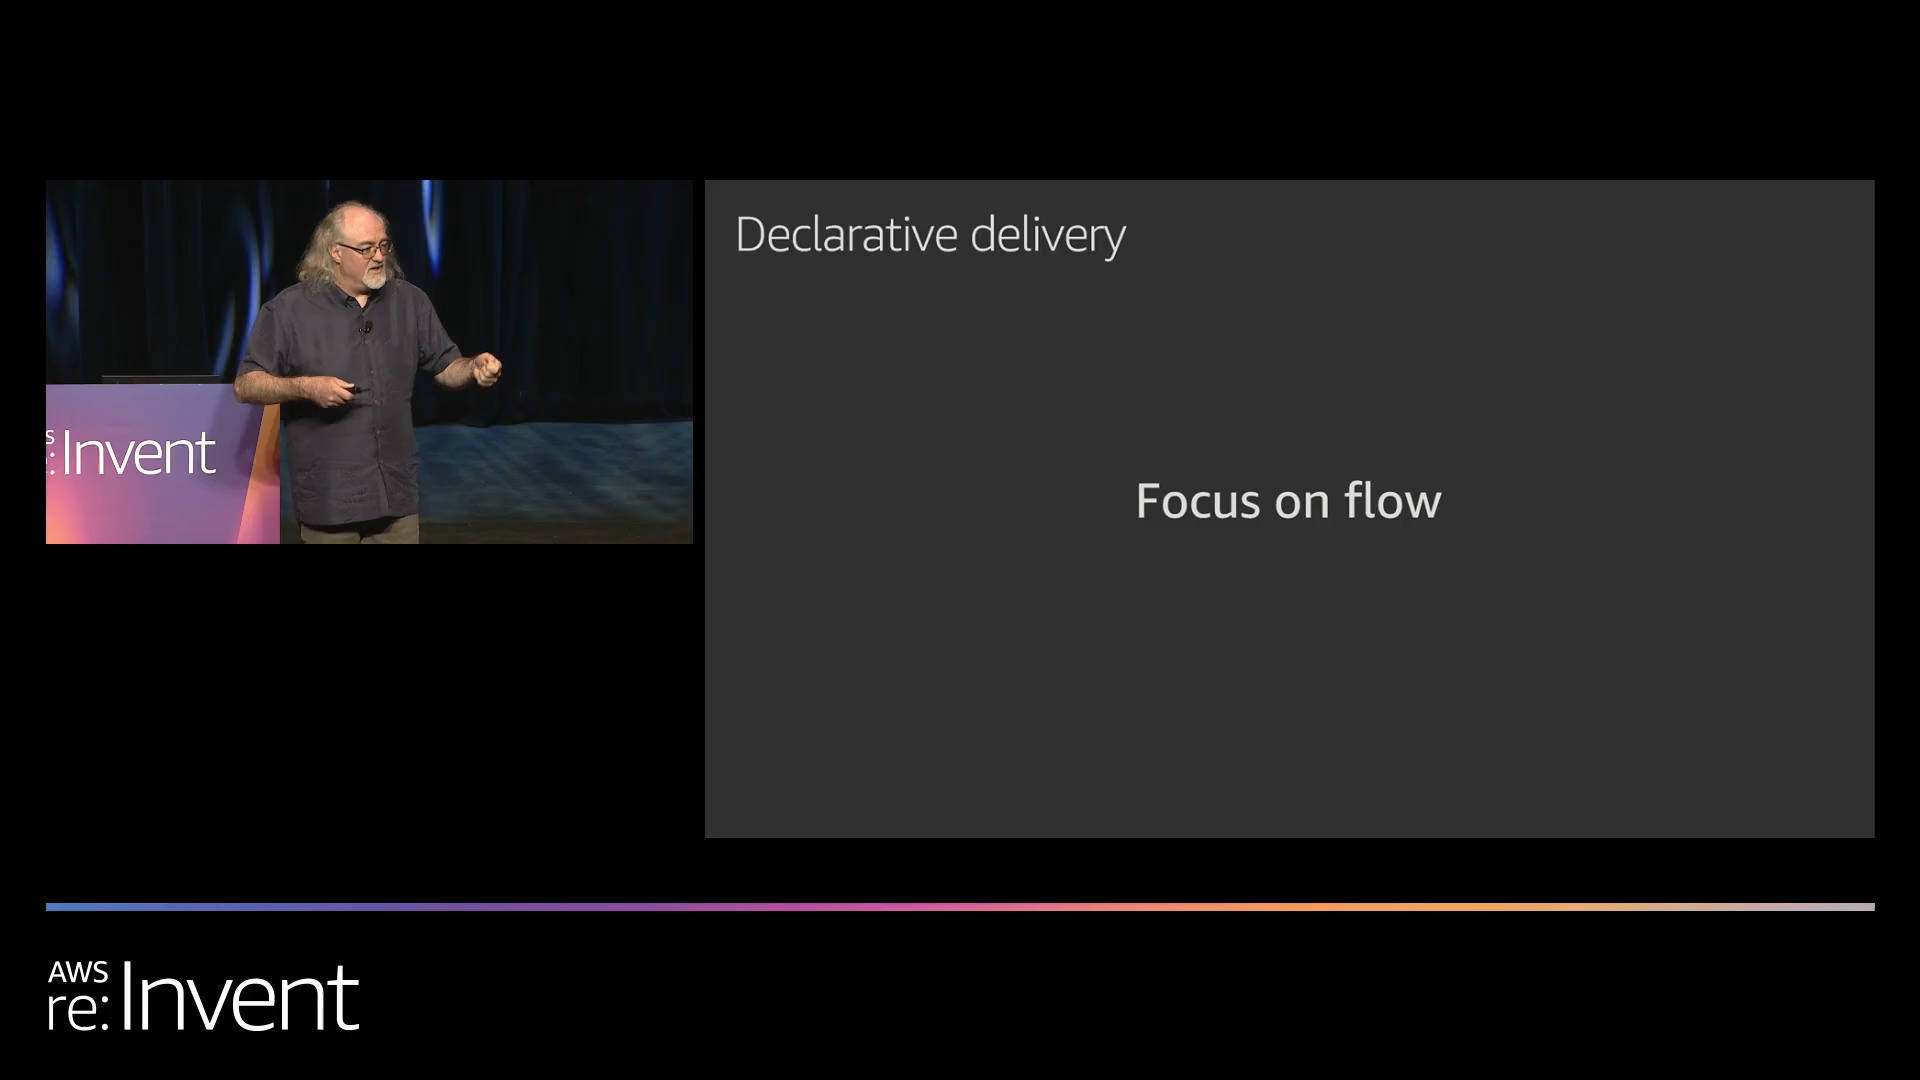 Declarative delivery
Focus on flow
s
e:Invent
AWS
re:Invent